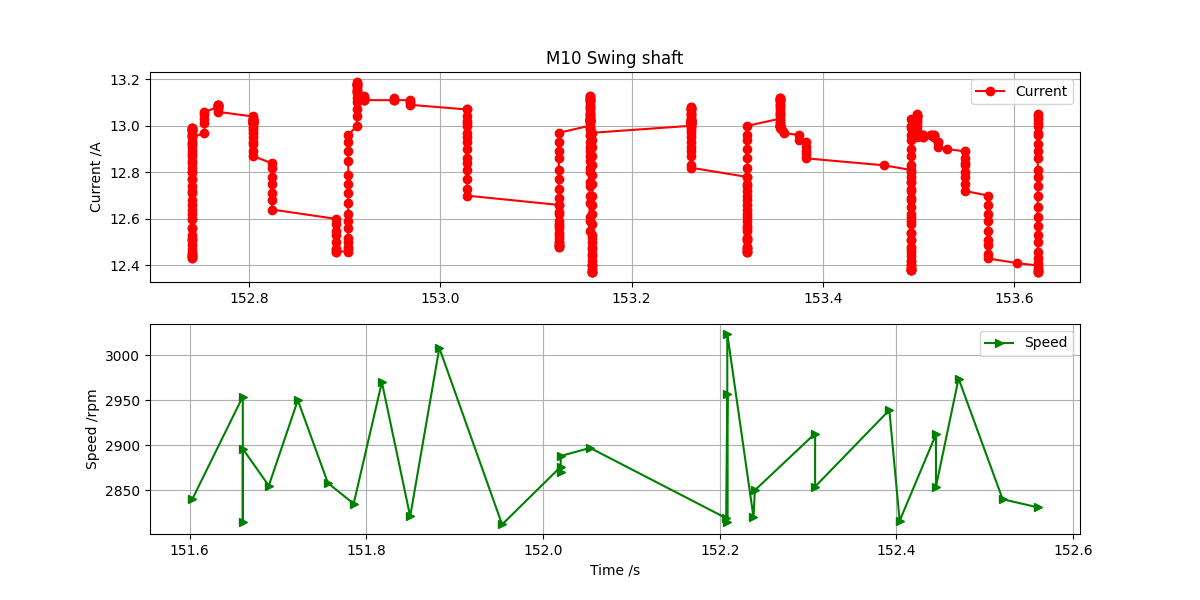 M10 Swing shaft
Current /A
13.2
13.0
12.8
12.6
12.4
Current
152.8 153.0 153.2 153.4 153.6
Speed /rpm
3000
2950
2900
2850
Speed
151.6 151.8 152.0 152.2 152.4 152.6
Time /s